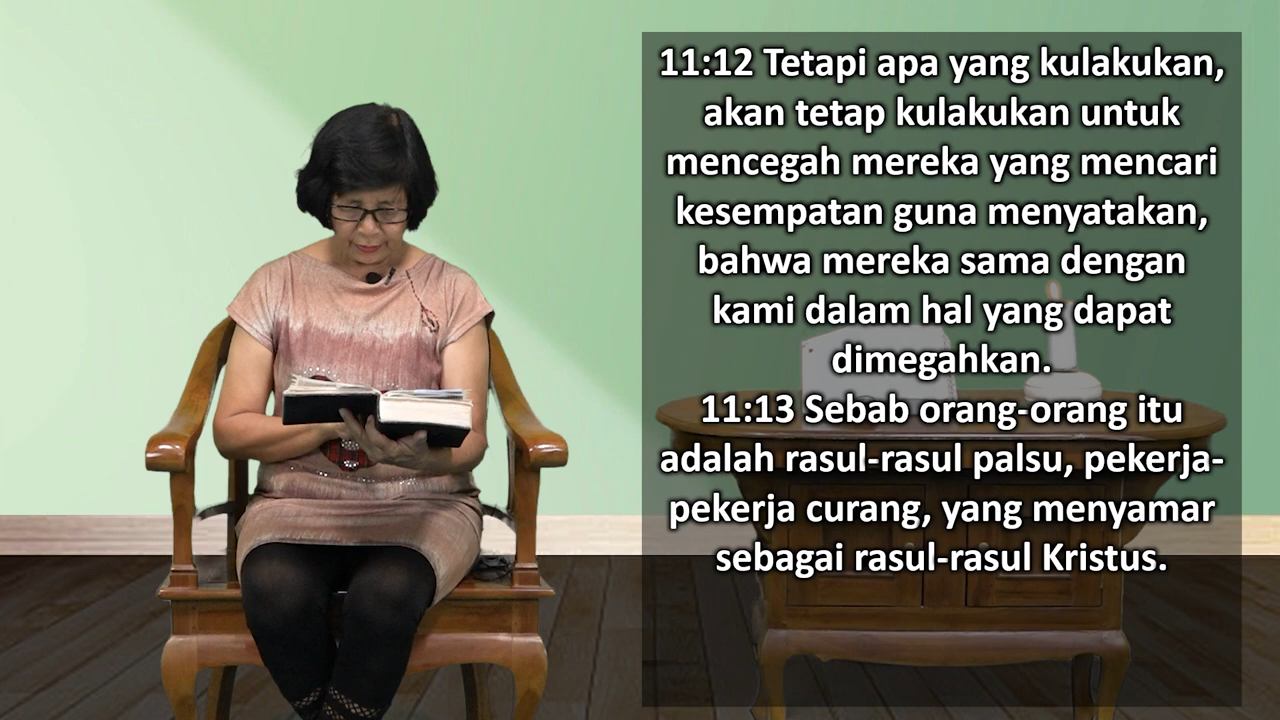 11:12 Tetapi apa yang kulakukan,
akan tetap kulakukan untuk
mencegah mereka yang mencari
kesempatan guna menyatakan,
bahwa mereka sama dengan
kami dalam hal yang dapat
dimegahkan.
11:13 Sebab orang-orang itu
adalah rasul-rasul palsu, pekerja-
pekerja curang, yang menyamar
sebagai rasul-rasul Kristus.